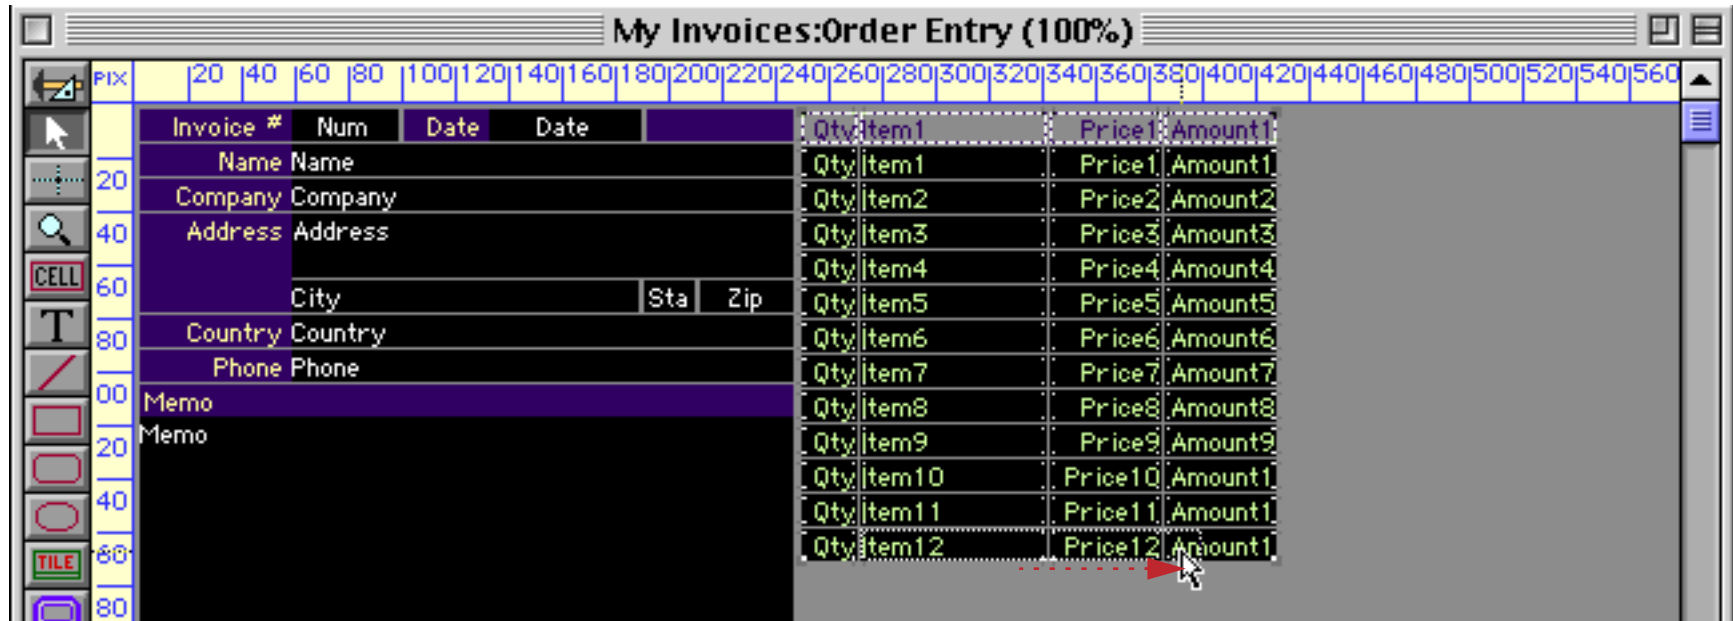 My Invoices:Order Entry (100%)
PIX 20 40 60 80 100 120 140 160 180 200 220 240 260 280 300 320 340 360 380 400 420 440 460 480 500 520 540 560
Invoice # Num Date Date Qty Item1 Price1 Amount1
Name Name Qty Item1 Price1 Amount1
20
Company Company Qty Item2 Price2 Amount2
40 Address Address Qty Item3 Price3 Amount3
CELL Qty Item4 Price4 Amount4
60 City Sta Zip Qty Item5 Price5 Amount5
T 80 Country Country Qty Item6 Price6 Amount6
Phone Phone Qty Item7 Price7 Amount7
00 Memo Qty Item8 Price8 Amount8
20 Memo Qty Item9 Price9 Amount9
Qty Item10 Price10 Amount1
40 Qty Item11 Price11 Amount1
TILE 60 Qty Item12 Price12 Amount1
80